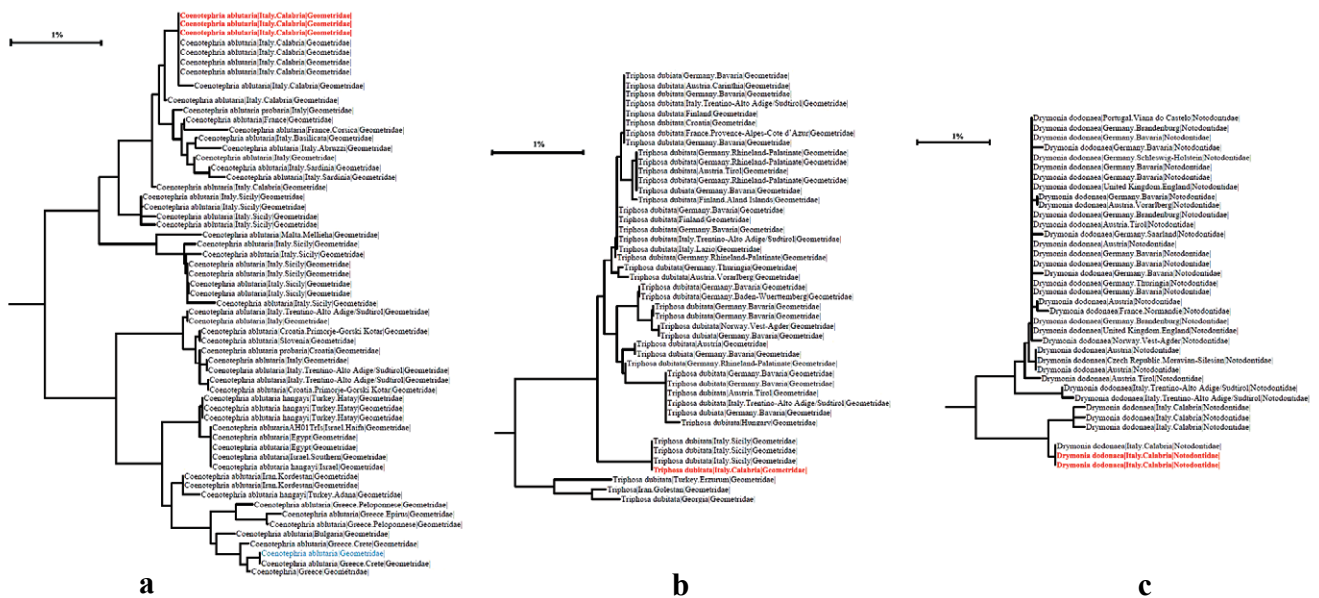 1%
Coenotephria ablutaria|Italy.Calabria|Geometridae|
Coenotephria ablutaria|Italy.Calabria|Geometridae|
Coenotephria ablutaria|Italy.Calabria|Geometridae|
Coenotephria ablutaria|Italy.Calabria|Geometridae|
Coenotephria ablutaria|Italy.Calabria|Geometridae|
Coenotephria ablutaria|Italy.Calabria|Geometridae|
Coenotephria ablutaria|Italy.Calabria|Geometridae|
Coenotephria ablutaria|Italy.Calabria|Geometridae|
Coenotephria ablutaria|Italy.Calabria|Geometridae|
Coenotephria ablutaria probaria|Italy|Geometridae|
Coenotephria ablutaria|France|Geometridae|
Coenotephria ablutaria|France.Corsica|Geometridae|
Coenotephria ablutaria|Italy.Basilicata|Geometridae|
Coenotephria ablutaria|Italy.Abruzzi|Geometridae|
Coenotephria ablutaria|Italy|Geometridae|
Coenotephria ablutaria|Italy.Sardinia|Geometridae|
Coenotephria ablutaria|Italy.Sardinia|Geometridae|
Coenotephria ablutaria|Italy.Calabria|Geometridae|
Coenotephria ablutaria|Italy.Sicily|Geometridae|
Coenotephria ablutaria|Italy.Sicily|Geometridae|
Coenotephria ablutaria|Italy.Sicily|Geometridae|
Coenotephria ablutaria|Italy.Sicily|Geometridae|
Coenotephria ablutaria|Malta.Mellieha|Geometridae|
Coenotephria ablutaria|Italy.Sicily|Geometridae|
Coenotephria ablutaria|Italy.Sicily|Geometridae|
Coenotephria ablutaria|Italy.Sicily|Geometridae|
Coenotephria ablutaria|Italy.Sicily|Geometridae|
Coenotephria ablutaria|Italy.Sicily|Geometridae|
Coenotephria ablutaria|Italy.Sicily|Geometridae|
Coenotephria ablutaria|Italy.Sicily|Geometridae|
Coenotephria ablutaria|Italy.Trentino-Alto Adige/Sudtirol|Geometridae|
Coenotephria ablutaria|Italy|Geometridae|
Coenotephria ablutaria|Croatia.Primorje-Gorski Kotar|Geometridae|
Coenotephria ablutaria|Slovenia|Geometridae|
Coenotephria ablutaria probaria|Croatia|Geometridae|
Coenotephria ablutaria|Italy|Geometridae|
Coenotephria ablutaria|Italy.Trentino-Alto Adige/Sudtirol|Geometridae|
Coenotephria ablutaria|Italy.Trentino-Alto Adige/Sudtirol|Geometridae|
Coenotephria ablutaria|Croatia.Primorje-Gorski Kotar|Geometridae|
Coenotephria ablutaria hangayi|Turkey.Hatay|Geometridae|
Coenotephria ablutaria hangayi|Turkey.Hatay|Geometridae|
Coenotephria ablutaria hangayi|Turkey.Hatay|Geometridae|
Coenotephria ablutariaAH01TrIs|Israel.Haifa|Geometridae|
Coenotephria ablutaria|Egypt|Geometridae|
Coenotephria ablutaria|Egypt|Geometridae|
Coenotephria ablutaria|Israel.Southern|Geometridae|
Coenotephria ablutaria hangayi|Israel|Geometridae|
Coenotephria ablutaria|Iran.Kordestan|Geometridae|
Coenotephria ablutaria|Iran.Kordestan|Geometridae|
Coenotephria ablutaria hangayi|Turkey.Adana|Geometridae|
Coenotephria ablutaria|Greece.Peloponnese|Geometridae|
Coenotephria ablutaria|Greece.Epirus|Geometridae|
Coenotephria ablutaria|Greece.Peloponnese|Geometridae|
Coenotephria ablutaria|Bulgaria|Geometridae|
Coenotephria ablutaria|Greece.Crete|Geometridae|
Coenotephria ablutaria|Geometridae|
Coenotephria ablutaria|Greece.Crete|Geometridae|
Coenotephria|Greece|Geometridae|
a
1%
Triphosa dubitata|Germany.Bavaria|Geometridae|
Triphosa dubitata|Austria.Carinthia|Geometridae|
Triphosa dubitata|Germany.Bavaria|Geometridae|
Triphosa dubitata|Italy.Trentino-Alto Adige/Sudtirol|Geometridae|
Triphosa dubitata|Finland|Geometridae|
Triphosa dubitata|Croatia|Geometridae|
Triphosa dubitata|France.Provence-Alpes-Cote d'Azur|Geometridae|
Triphosa dubitata|Germany.Bavaria|Geometridae|
Triphosa dubitata|Germany.Rhineland-Palatinate|Geometridae|
Triphosa dubitata|Germany.Rhineland-Palatinate|Geometridae|
Triphosa dubitata|Austria.Tirol|Geometridae|
Triphosa dubitata|Germany.Rhineland-Palatinate|Geometridae|
Triphosa dubitata|Germany.Bavaria|Geometridae|
Triphosa dubitata|Finland.Aland Islands|Geometridae|
Triphosa dubitata|Germany.Bavaria|Geometridae|
Triphosa dubitata|Finland|Geometridae|
Triphosa dubitata|Germany.Bavaria|Geometridae|
Triphosa dubitata|Italy.Trentino-Alto Adige/Sudtirol|Geometridae|
Triphosa dubitata|Italy.Lazio|Geometridae|
Triphosa dubitata|Germany.Rhineland-Palatinate|Geometridae|
Triphosa dubitata|Germany.Thuringia|Geometridae|
Triphosa dubitata|Austria.Vorarlberg|Geometridae|
Triphosa dubitata|Germany.Bavaria|Geometridae|
Triphosa dubitata|Germany.Baden-Wuerttemberg|Geometridae|
Triphosa dubitata|Germany.Bavaria|Geometridae|
Triphosa dubitata|Germany.Bavaria|Geometridae|
Triphosa dubitata|Norway.Vest-Agder|Geometridae|
Triphosa dubitata|Germany.Bavaria|Geometridae|
Triphosa dubitata|Austria|Geometridae|
Triphosa dubitata|Germany.Bavaria|Geometridae|
Triphosa dubitata|Germany.Rhineland-Palatinate|Geometridae|
Triphosa dubitata|Germany.Bavaria|Geometridae|
Triphosa dubitata|Germany.Bavaria|Geometridae|
Triphosa dubitata|Austria.Tirol|Geometridae|
Triphosa dubitata|Italy.Trentino-Alto Adige/Sudtirol|Geometridae|
Triphosa dubitata|Germany.Bavaria|Geometridae|
Triphosa dubitata|Hungary|Geometridae|
Triphosa dubitata|Italy.Sicily|Geometridae|
Triphosa dubitata|Italy.Sicily|Geometridae|
Triphosa dubitata|Italy.Sicily|Geometridae|
Triphosa dubitata|Italy.Calabria|Geometridae|
Triphosa dubitata|Turkey.Erzurum|Geometridae|
Triphosa|Iran.Golestan|Geometridae|
Triphosa dubitata|Georgia|Geometridae|
b
1%
Drymonia dodonaea|Portugal.Viana do Castelo|Notodontidae|
Drymonia dodonaea|Germany.Brandenburg|Notodontidae|
Drymonia dodonaea|Germany.Bavaria|Notodontidae|
Drymonia dodonaea|Germany.Bavaria|Notodontidae|
Drymonia dodonaea|Germany.Schleswig-Holstein|Notodontidae|
Drymonia dodonaea|Germany.Bavaria|Notodontidae|
Drymonia dodonaea|Germany.Bavaria|Notodontidae|
Drymonia dodonaea|United Kingdom.England|Notodontidae|
Drymonia dodonaea|Germany.Bavaria|Notodontidae|
Drymonia dodonaea|Austria.Vorarlberg|Notodontidae|
Drymonia dodonaea|Germany.Brandenburg|Notodontidae|
Drymonia dodonaea|Austria.Tirol|Notodontidae|
Drymonia dodonaea|Germany.Saarland|Notodontidae|
Drymonia dodonaea|Austria|Notodontidae|
Drymonia dodonaea|Germany.Bavaria|Notodontidae|
Drymonia dodonaea|Germany.Bavaria|Notodontidae|
Drymonia dodonaea|Germany.Bavaria|Notodontidae|
Drymonia dodonaea|Germany.Thuringia|Notodontidae|
Drymonia dodonaea|Germany.Bavaria|Notodontidae|
Drymonia dodonaea|Austria|Notodontidae|
Drymonia dodonaea|France.Normandie|Notodontidae|
Drymonia dodonaea|Germany.Brandenburg|Notodontidae|
Drymonia dodonaea|United Kingdom.England|Notodontidae|
Drymonia dodonaea|Norway.Vest-Agder|Notodontidae|
Drymonia dodonaea|Austria|Notodontidae|
Drymonia dodonaea|Czech Republic.Moravian-Silesian|Notodontidae|
Drymonia dodonaea|Austria|Notodontidae|
Drymonia dodonaea|Austria.Tirol|Notodontidae|
Drymonia dodonaea|Italy.Trentino-Alto Adige/Sudtirol|Notodontidae|
Drymonia dodonaea|Italy.Trentino-Alto Adige/Sudtirol|Notodontidae|
Drymonia dodonaea|Italy.Calabria|Notodontidae|
Drymonia dodonaea|Italy.Calabria|Notodontidae|
Drymonia dodonaea|Italy.Calabria|Notodontidae|
Drymonia dodonaea|Italy.Calabria|Notodontidae|
Drymonia dodonaea|Italy.Calabria|Notodontidae|
Drymonia dodonaea|Italy.Calabria|Notodontidae|
c